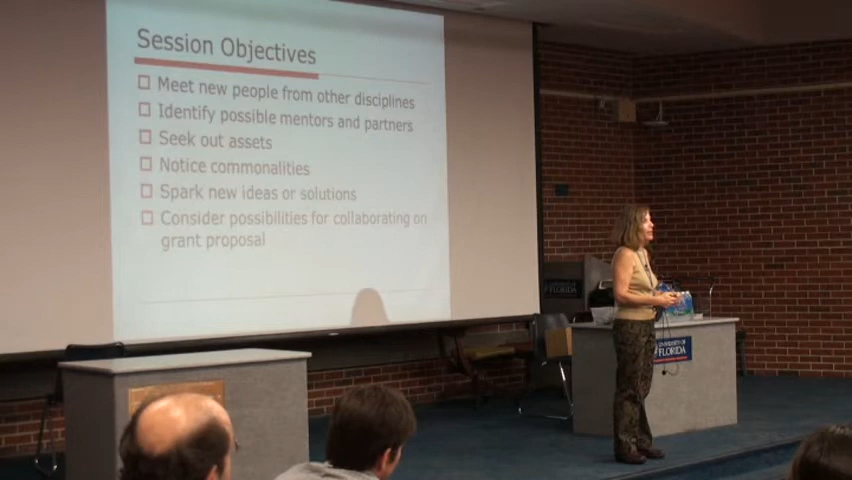 Session Objectives
Meet new people from other disciplines
Identify possible mentors and partners
Seek out assets
Notice commonalities
Spark new ideas or solutions
Consider possibilities for collaborating on
grant proposal
FLORIDA
UNIVERSITY of
FLORIDA